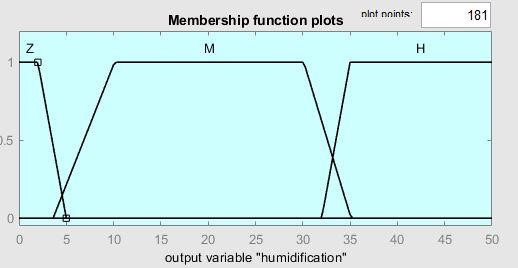 Membership function plots
plot points:
181
Z
M
H
1
0.5
0
0 5 10 15 20 25 30 35 40 45 50
output variable "humidification"